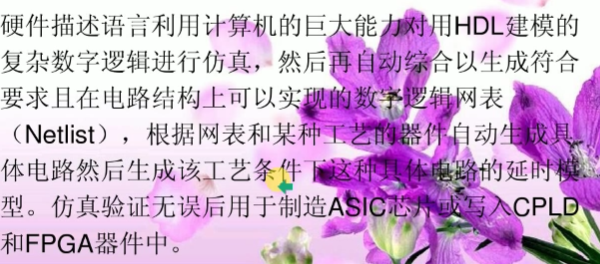 硬件描述语言利用计算机的巨大能力对用HDL建模的
复杂数字逻辑进行仿真，然后再自动综合以生成符合
要求且在电路结构上可以实现的数字逻辑网表
（Netlist），根据网表和某种工艺的器件自动生成具
体电路然后生成该工艺条件下这种具体电路的延时模
型。仿真验证无误后用于制造ASIC芯片或写入CPLD
和FPGA器件中。